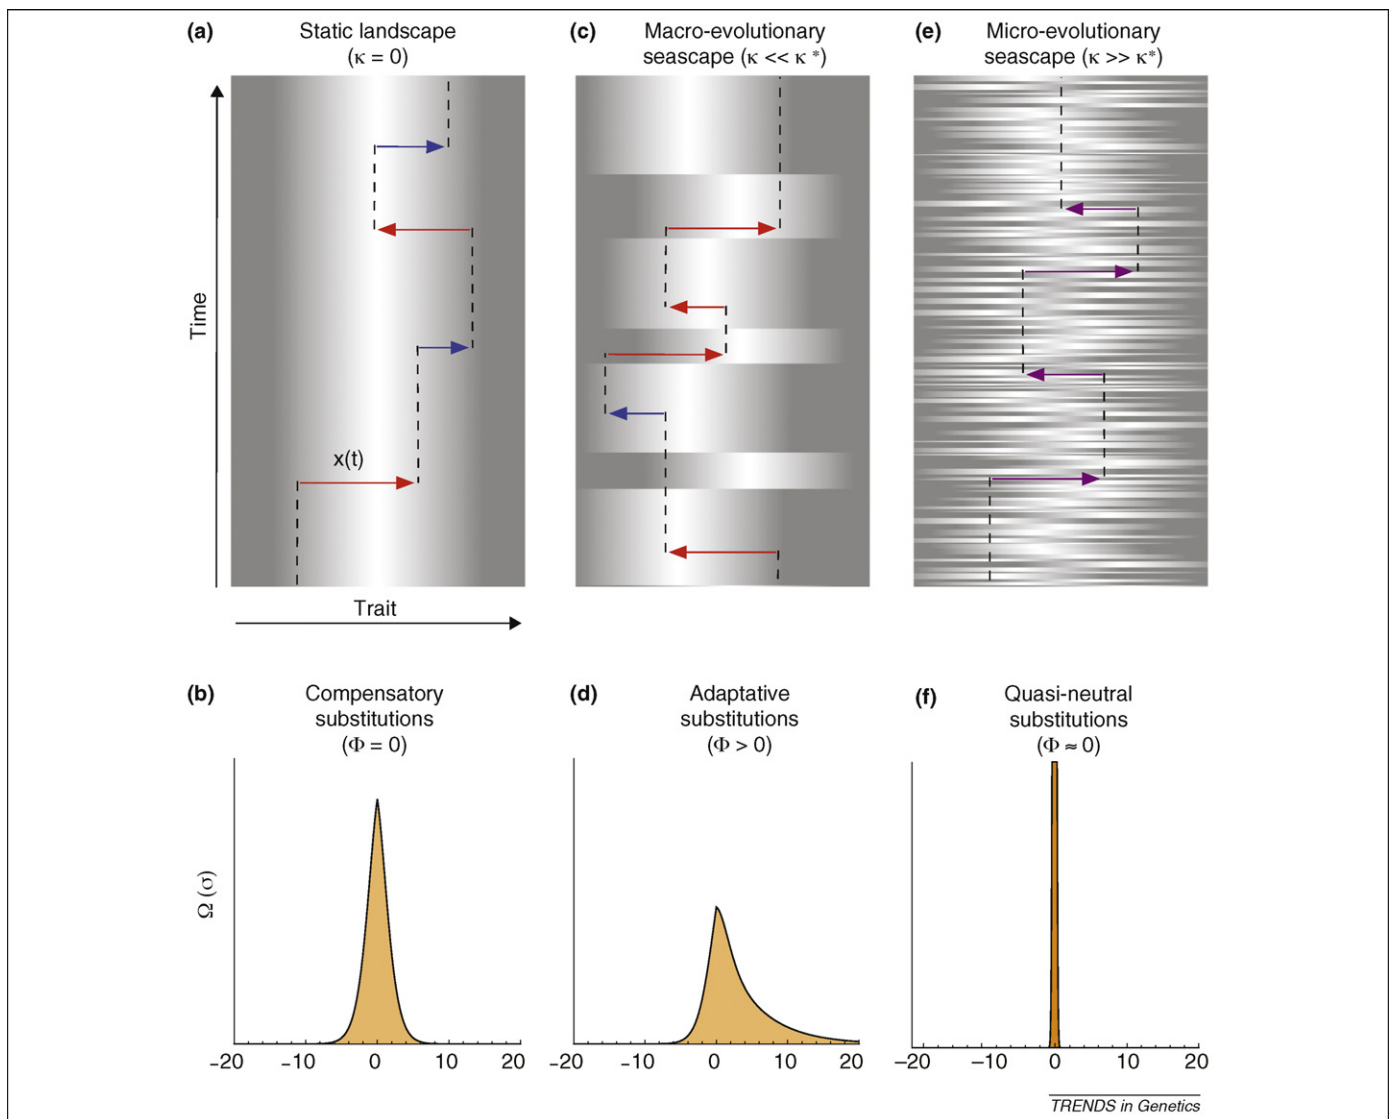 (a) Static landscape
(κ = 0)
(c) Macro-evolutionary
seascape (κ << κ*)
(e) Micro-evolutionary
seascape (κ >> κ*)
Time
x(t)
Trait
(b) Compensatory
substitutions
(Φ = 0)
(d) Adaptative
substitutions
(Φ > 0)
(f) Quasi-neutral
substitutions
(Φ ≈ 0)
Ω (σ)
−20 −10 0 10 20
−20 −10 0 10 20
−20 −10 0 10 20
TRENDS in Genetics